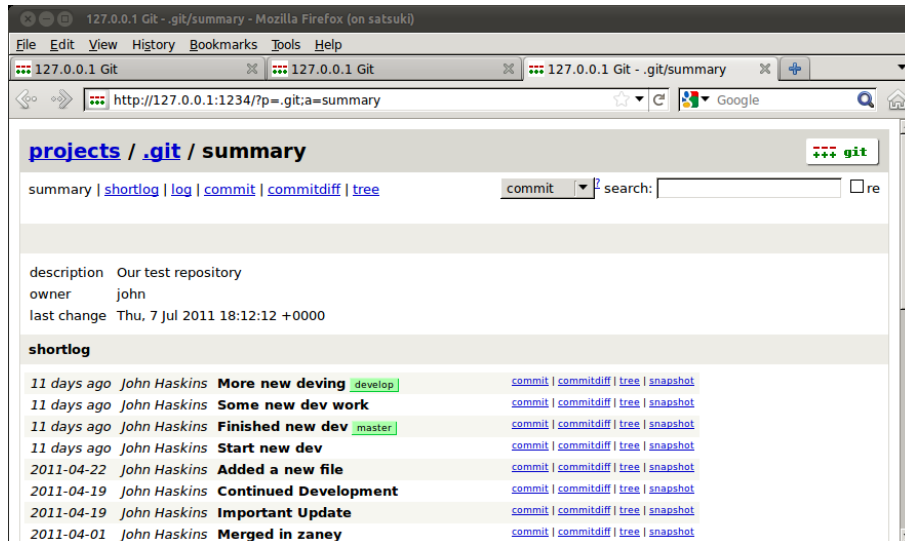 127.0.0.1 Git - .git/summary - Mozilla Firefox (on satsuki)
File Edit View History Bookmarks Tools Help
127.0.0.1 Git 127.0.0.1 Git 127.0.0.1 Git - .git/summary
http://127.0.0.1:1234/?p=.git;a=summary Google
projects / .git / summary git
summary | shortlog | log | commit | commitdiff | tree commit ? search: re
description Our test repository
owner john
last change Thu, 7 Jul 2011 18:12:12 +0000
shortlog
11 days ago John Haskins More new deving develop commit | commitdiff | tree | snapshot
11 days ago John Haskins Some new dev work commit | commitdiff | tree | snapshot
11 days ago John Haskins Finished new dev master commit | commitdiff | tree | snapshot
11 days ago John Haskins Start new dev commit | commitdiff | tree | snapshot
2011-04-22 John Haskins Added a new file commit | commitdiff | tree | snapshot
2011-04-19 John Haskins Continued Development commit | commitdiff | tree | snapshot
2011-04-19 John Haskins Important Update commit | commitdiff | tree | snapshot
2011-04-01 John Haskins Merged in zaney commit | commitdiff | tree | snapshot